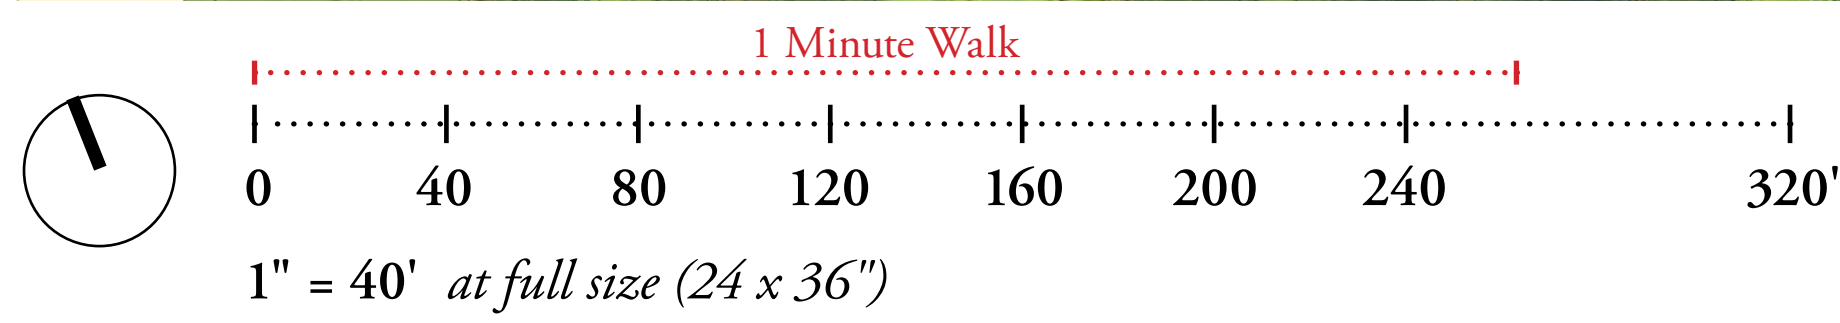 1 Minute Walk
0 40 80 120 160 200 240 320'
1" = 40' at full size (24 x 36")